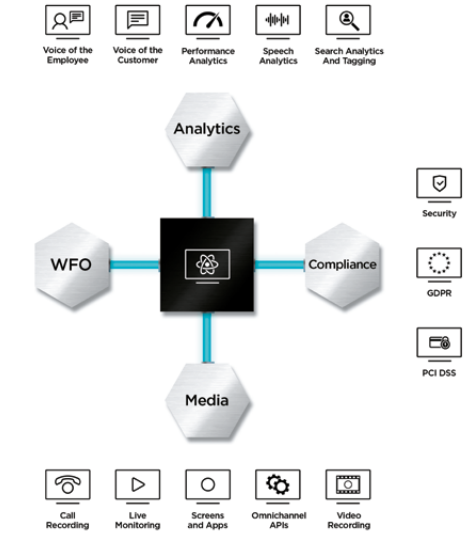 Voice of the
Employee
Voice of the
Customer
Performance
Analytics
Speech
Analytics
Search Analytics
And Tagging
Analytics
WFO
Compliance
Media
Security
GDPR
PCI DSS
Call
Recording
Live
Monitoring
Screens
and Apps
Omnichannel
APIs
Video
Recording